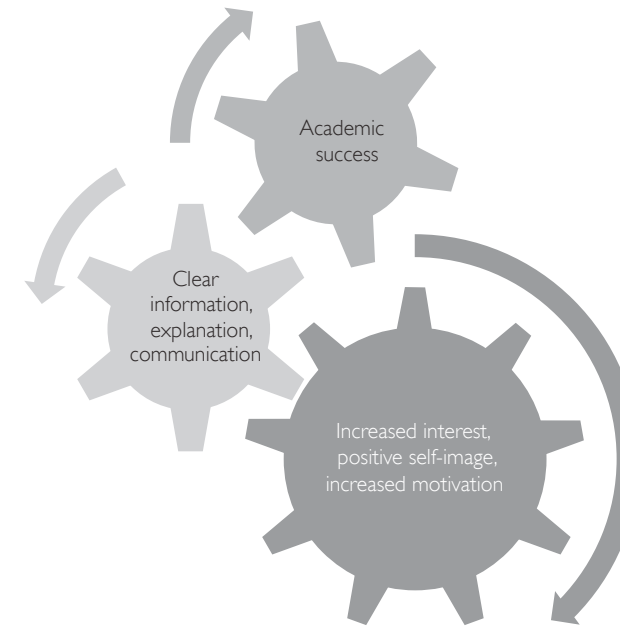 Academic
success
Clear
information,
explanation,
communication
Increased interest,
positive self-image,
increased motivation